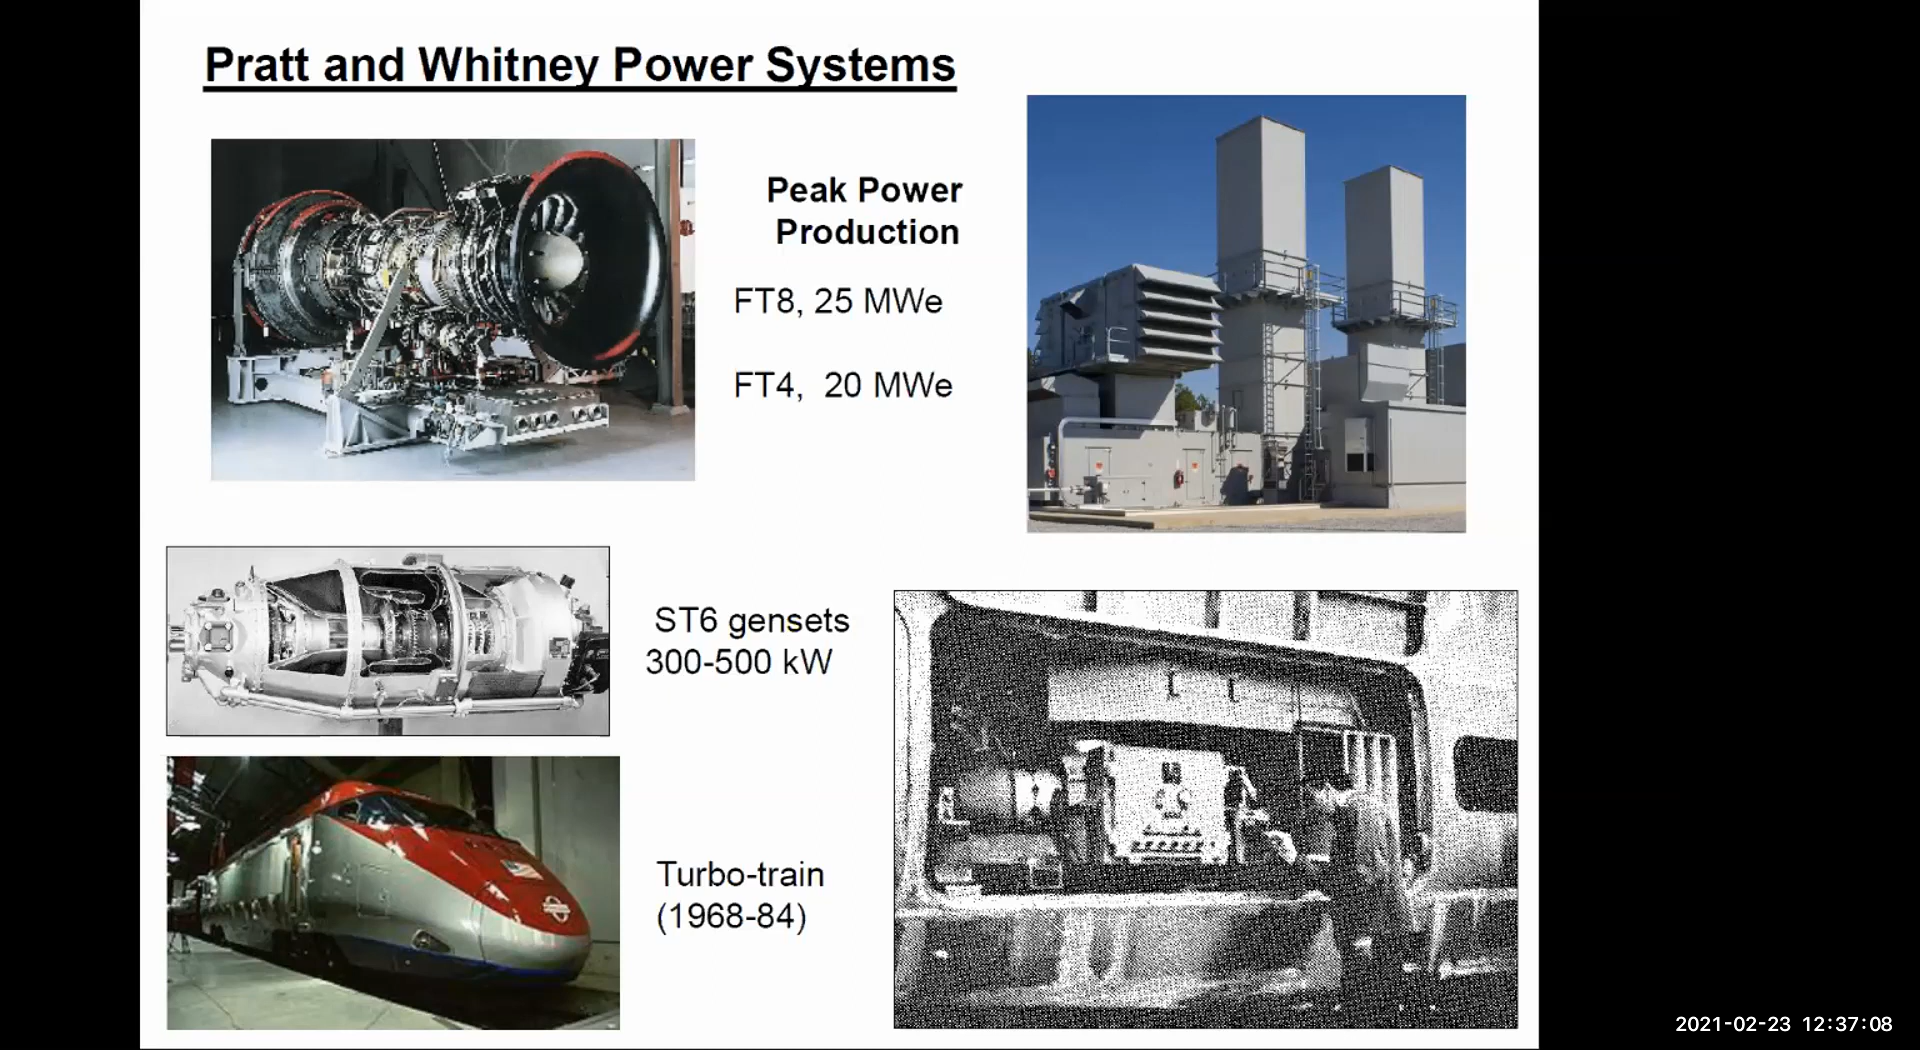 Pratt and Whitney Power Systems
Peak Power
Production
FT8, 25 MWe
FT4,  20 MWe
ST6 gensets
300-500 kW
Turbo-train
(1968-84)
2021-02-23 12:37:08